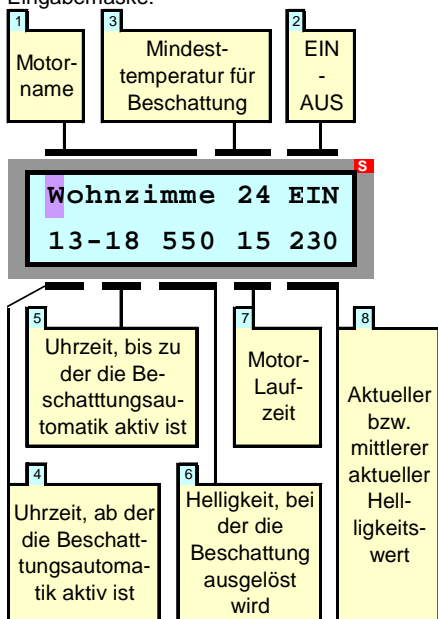 Eingabemaske:
1
Motor-
name
3
Mindest-
temperatur für
Beschattung
2
EIN
-
AUS
S
Wohnzimme 24 EIN
13-18 550 15 230
5
Uhrzeit, bis zu
der die Be-
schatttungsau-
tomatik aktiv ist
7
Motor-
Lauf-
zeit
8
Aktueller
bzw.
mittlerer
aktueller
Hell-
ligkeits-
wert
4
Uhrzeit, ab der
die Beschatt-
tungsautoma-
tik aktiv ist
6
Helligkeit, bei
der die
Beschattung
ausgelöst
wird